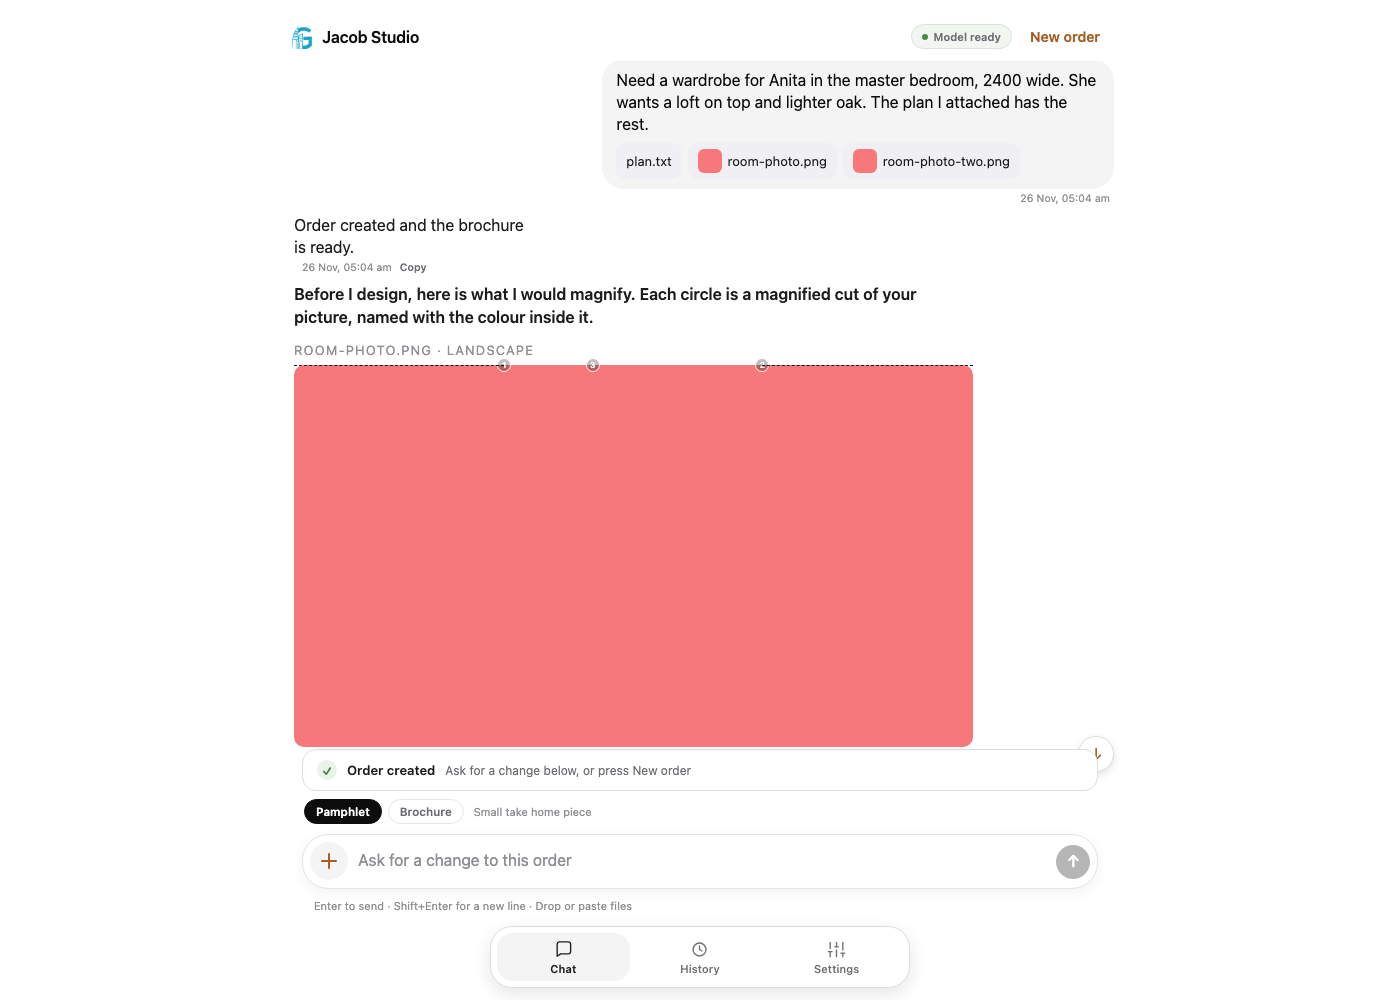 Jacob Studio
Model ready
New order
Need a wardrobe for Anita in the master bedroom, 2400 wide. She
wants a loft on top and lighter oak. The plan I attached has the
rest.
plan.txt
room-photo.png
room-photo-two.png
26 Nov, 05:04 am
Order created and the brochure
is ready.
26 Nov, 05:04 am Copy
Before I design, here is what I would magnify. Each circle is a magnified cut of your
picture, named with the colour inside it.
ROOM-PHOTO.PNG · LANDSCAPE
1 3 2
Order created Ask for a change below, or press New order
Pamphlet Brochure Small take home piece
Ask for a change to this order
Enter to send · Shift+Enter for a new line · Drop or paste files
Chat History Settings